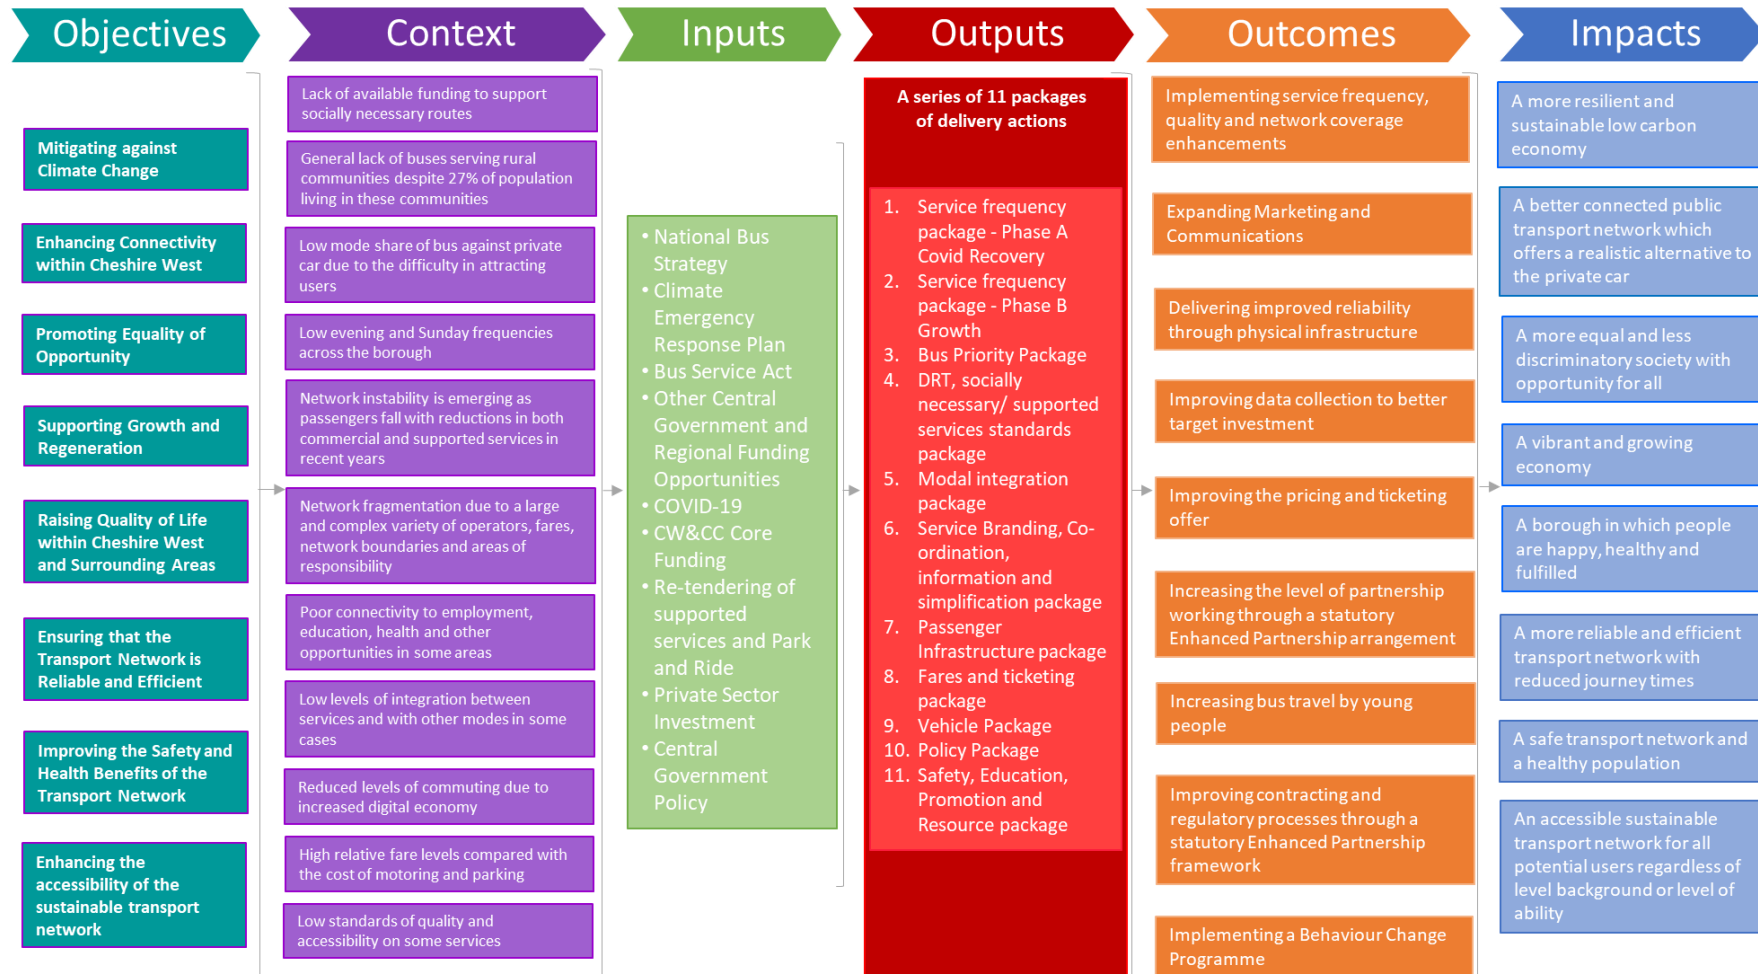 Objectives
Context
Inputs
Outputs
Outcomes
Impacts
Mitigating against
Climate Change
Enhancing Connectivity
within Cheshire West
Promoting Equality of
Opportunity
Supporting Growth and
Regeneration
Raising Quality of Life
within Cheshire West
and Surrounding Areas
Ensuring that the
Transport Network is
Reliable and Efficient
Improving the Safety and
Health Benefits of the
Transport Network
Enhancing the
accessibility of the
sustainable transport
network
Lack of available funding to support
socially necessary routes
General lack of buses serving rural
communities despite 27% of population
living in these communities
Low mode share of bus against private
car due to the difficulty in attracting
users
Low evening and Sunday frequencies
across the borough
Network instability is emerging as
passengers fall with reductions in both
commercial and supported services in
recent years
Network fragmentation due to a large
and complex variety of operators, fares,
network boundaries and areas of
responsibility
Poor connectivity to employment,
education, health and other
opportunities in some areas
Low levels of integration between
services and with other modes in some
cases
Reduced levels of commuting due to
increased digital economy
High relative fare levels compared with
the cost of motoring and parking
Low standards of quality and
accessibility on some services
• National Bus
Strategy
• Climate
Emergency
Response Plan
• Bus Service Act
• Other Central
Government and
Regional Funding
Opportunities
• COVID-19
• CW&CC Core
Funding
• Re-tendering of
supported
services and Park
and Ride
• Private Sector
Investment
• Central
Government
Policy
A series of 11 packages
of delivery actions
1. Service frequency
package - Phase A
Covid Recovery
2. Service frequency
package - Phase B
Growth
3. Bus Priority Package
4. DRT, socially
necessary/ supported
services standards
package
5. Modal integration
package
6. Service Branding, Co-
ordination,
information and
simplification package
7. Passenger
Infrastructure package
8. Fares and ticketing
package
9. Vehicle Package
10. Policy Package
11. Safety, Education,
Promotion and
Resource package
Implementing service frequency,
quality and network coverage
enhancements
Expanding Marketing and
Communications
Delivering improved reliability
through physical infrastructure
Improving data collection to better
target investment
Improving the pricing and ticketing
offer
Increasing the level of partnership
working through a statutory
Enhanced Partnership arrangement
Increasing bus travel by young
people
Improving contracting and
regulatory processes through a
statutory Enhanced Partnership
framework
Implementing a Behaviour Change
Programme
A more resilient and
sustainable low carbon
economy
A better connected public
transport network which
offers a realistic alternative to
the private car
A more equal and less
discriminatory society with
opportunity for all
A vibrant and growing
economy
A borough in which people
are happy, healthy and
fulfilled
A more reliable and efficient
transport network with
reduced journey times
A safe transport network and
a healthy population
An accessible sustainable
transport network for all
potential users regardless of
level background or level of
ability